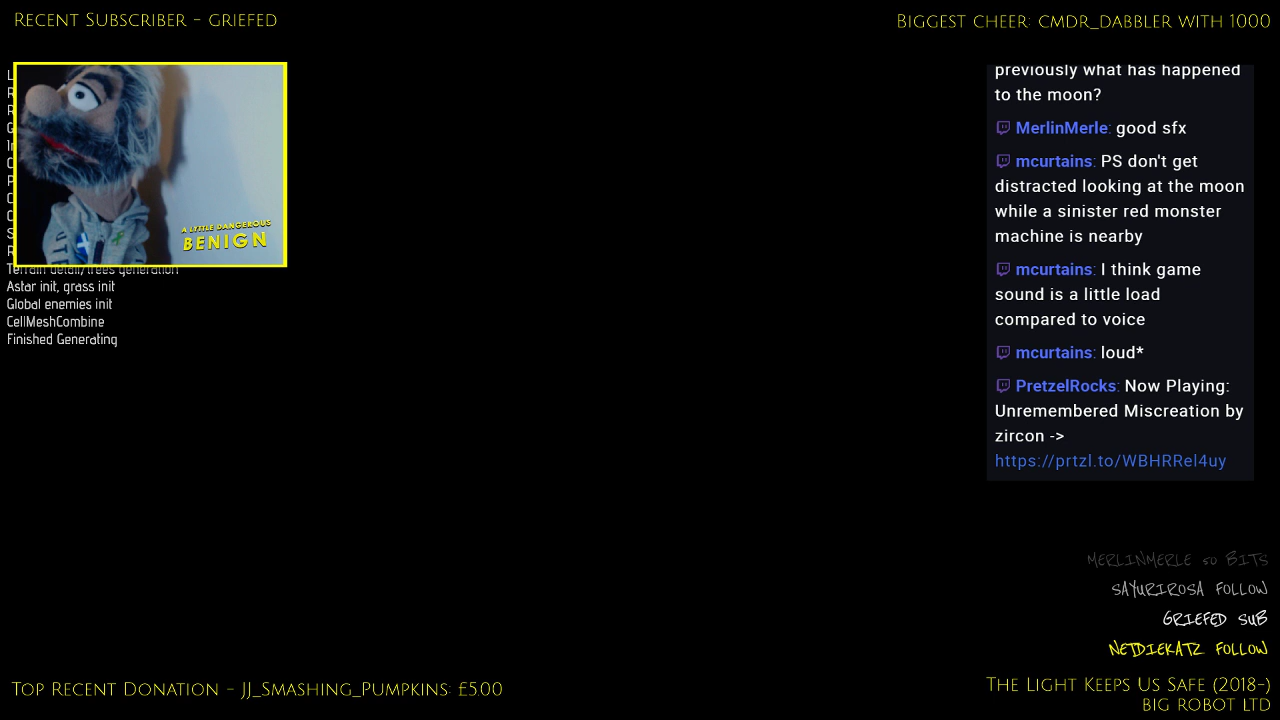 Recent Subscriber - griefed
Biggest cheer: cmdr_dabbler with 1000
A LITTLE DANGEROUS
BENIGN
Terrain detail/trees generation
Astar init, grass init
Global enemies init
CellMeshCombine
Finished Generating
previously what has happened
to the moon?
MerlinMerle: good sfx
mcurtains: PS don't get
distracted looking at the moon
while a sinister red monster
machine is nearby
mcurtains: I think game
sound is a little load
compared to voice
mcurtains: loud*
PretzelRocks: Now Playing:
Unremembered Miscreation by
zircon ->
https://prtzl.to/WBHRRel4uy
MERLINMERLE 50 BITS
SAYURIROSA FOLLOW
GRIEFED SUB
NETDIEKATZ FOLLOW
Top Recent Donation - JJ_Smashing_Pumpkins: £5.00
The Light Keeps Us Safe (2018-)
BIG ROBOT LTD